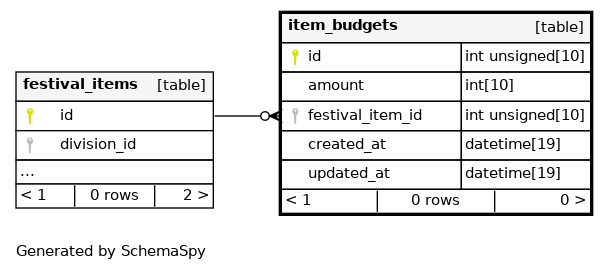 item_budgets [table]
id int unsigned[10]
amount int[10]
festival_item_id int unsigned[10]
created_at datetime[19]
updated_at datetime[19]
< 1 0 rows 0 >
festival_items [table]
id
division_id
...
< 1 0 rows 2 >
Generated by SchemaSpy